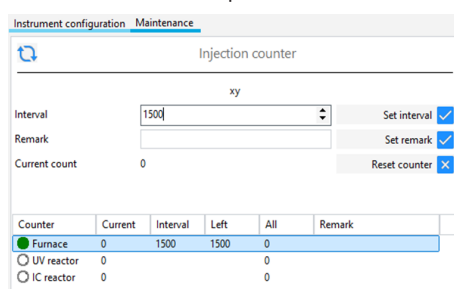 Instrument configuration Maintenance
Injection counter
xy
Interval 1500 Set interval
Remark Set remark
Current count 0 Reset counter
Counter Current Interval Left All Remark
Furnace 0 1500 1500 0
UV reactor 0 0
IC reactor 0 0